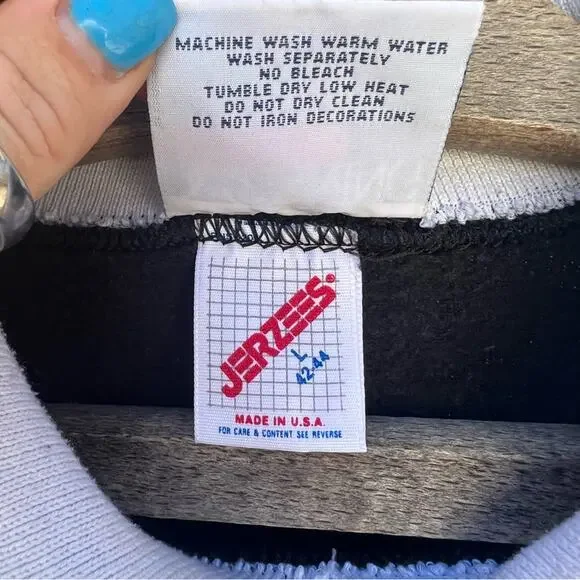 MACHINE WASH WARM WATER
WASH SEPARATELY
NO BLEACH
TUMBLE DRY LOW HEAT
DO NOT DRY CLEAN
DO NOT IRON DECORATIONS
JERZEES®
L
42-44
MADE IN U.S.A.
FOR CARE & CONTENT SEE REVERSE